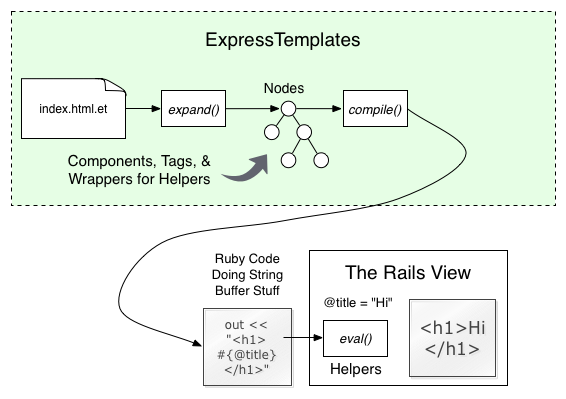 ExpressTemplates
index.html.et
expand()
Nodes
compile()
Components, Tags, &
Wrappers for Helpers
Ruby Code
Doing String
Buffer Stuff
out <<
"<h1>
#{@title}
</h1>"
The Rails View
@title = "Hi"
eval()
Helpers
<h1>Hi
</h1>